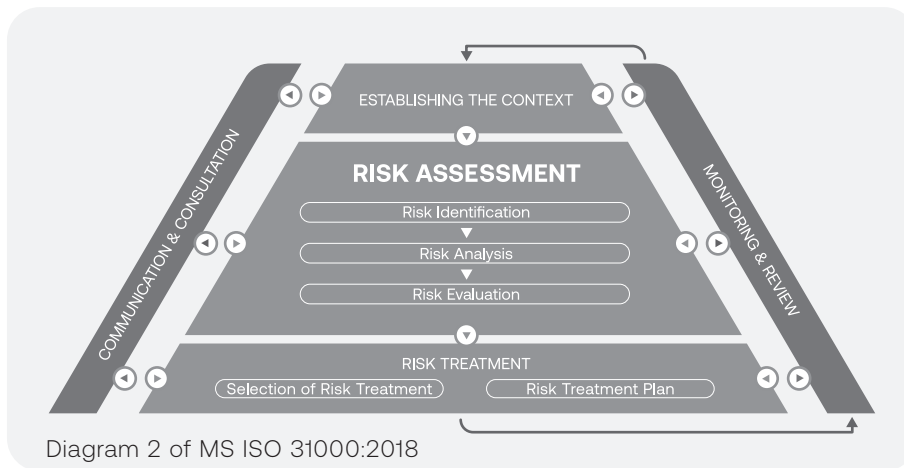 ESTABLISHING THE CONTEXT
COMMUNICATION & CONSULTATION
RISK ASSESSMENT
Risk Identification
Risk Analysis
Risk Evaluation
MONITORING & REVIEW
RISK TREATMENT
Selection of Risk Treatment
Risk Treatment Plan
Diagram 2 of MS ISO 31000:2018